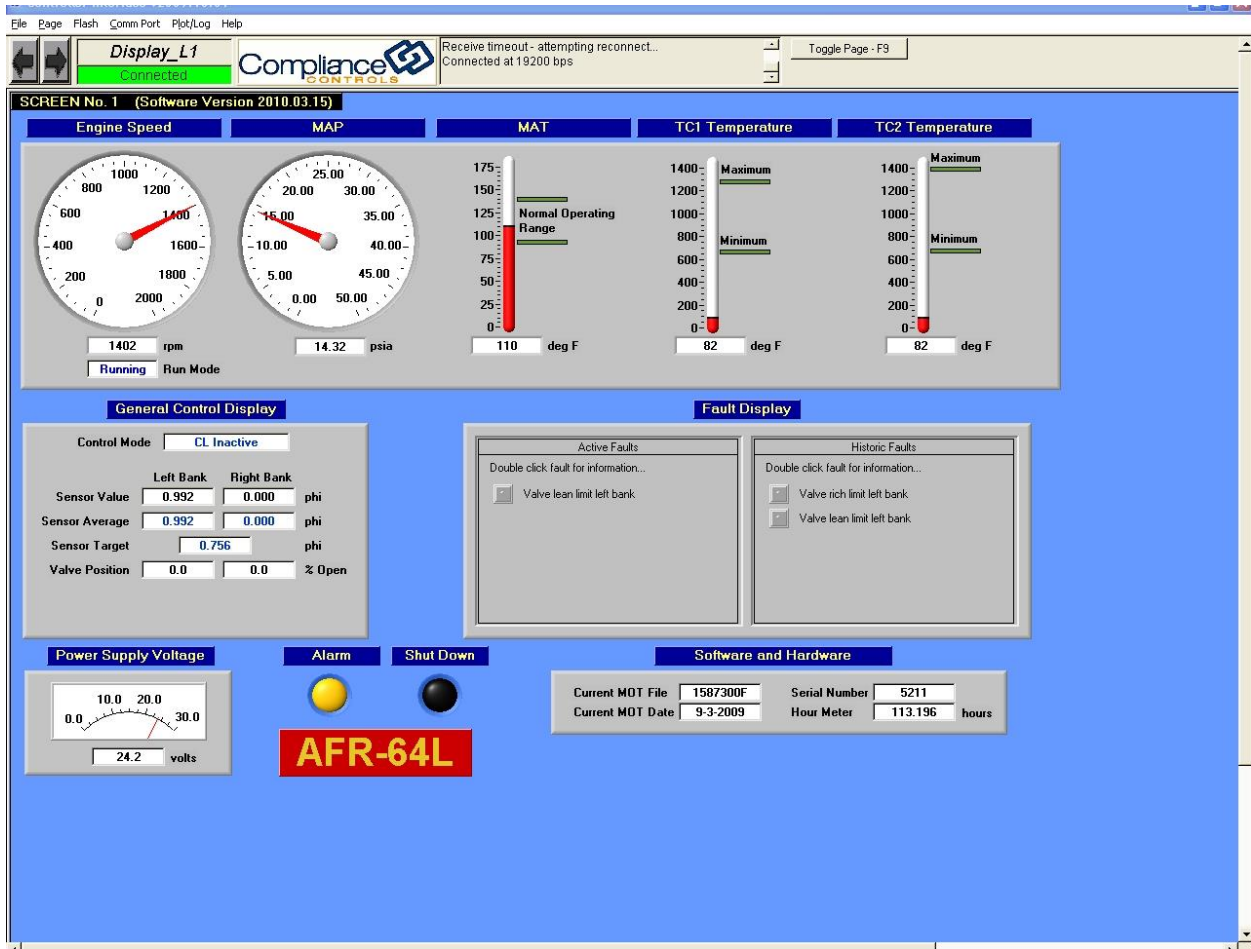 File Page Flash Comm Port Plot/Log Help
Display_L1
Connected
Compliance
CONTROLS
Receive timeout - attempting reconnect...
Connected at 19200 bps
Toggle Page - F9
SCREEN No. 1 (Software Version 2010.03.15)
Engine Speed MAP MAT TC1 Temperature TC2 Temperature
0 200 400 600 800 1000 1200 1400 1600 1800 2000
1402 rpm
Running Run Mode
0.00 5.00 10.00 15.00 20.00 25.00 30.00 35.00 40.00 45.00 50.00
14.32 psia
175
150
125
100
75
50
25
0
Normal Operating
Range
110 deg F
1400
1200
1000
800
600
400
200
0
Maximum
Minimum
82 deg F
1400
1200
1000
800
600
400
200
0
Maximum
Minimum
82 deg F
General Control Display
Control Mode CL Inactive
Left Bank Right Bank
Sensor Value 0.992 0.000 phi
Sensor Average 0.992 0.000 phi
Sensor Target 0.756 phi
Valve Position 0.0 0.0 % Open
Fault Display
Active Faults
Double click fault for information...
Valve lean limit left bank
Historic Faults
Double click fault for information...
Valve rich limit left bank
Valve lean limit left bank
Power Supply Voltage
0.0 10.0 20.0 30.0
24.2 volts
Alarm
Shut Down
AFR-64L
Software and Hardware
Current MOT File 1587300F Serial Number 5211
Current MOT Date 9-3-2009 Hour Meter 113.196 hours